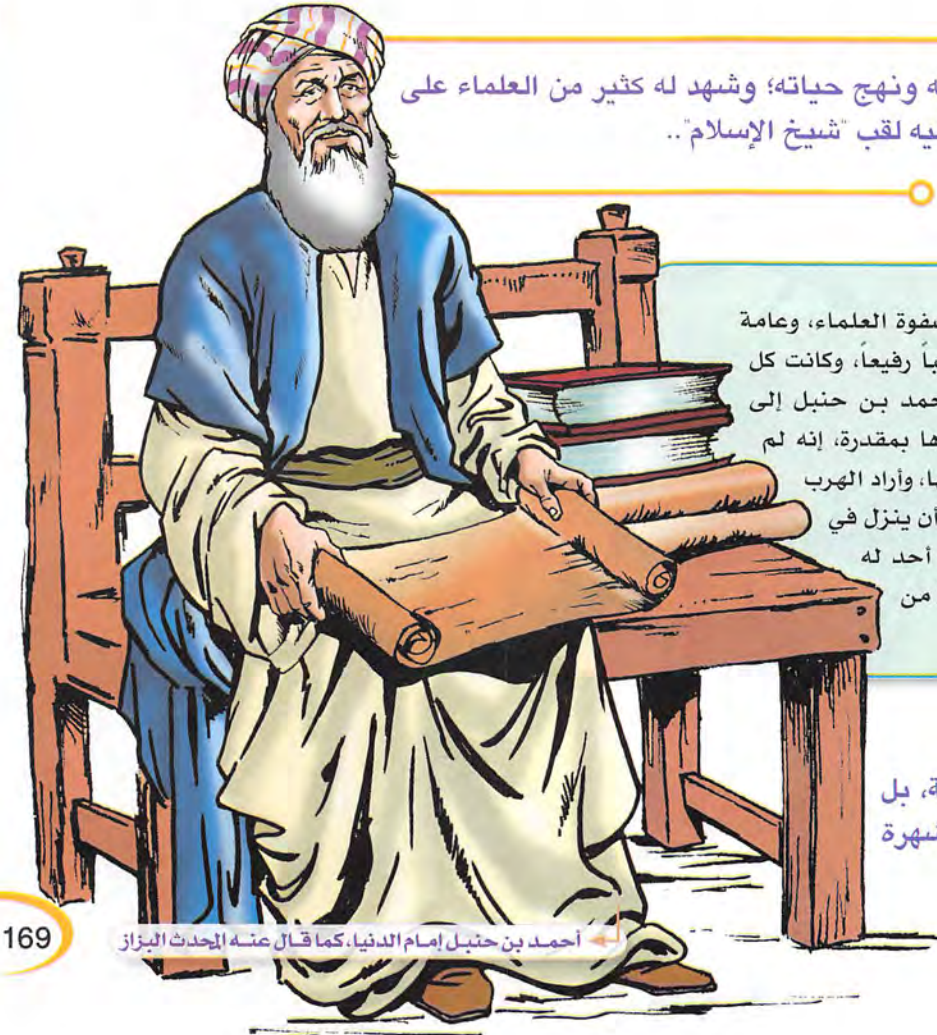 ه ونهج حياته؛ وشهد له كثير من العلماء على
يه لقب "شيخ الإسلام"..
صفوة العلماء، وعامة
باً رفيعاً، وكانت كل
حمد بن حنبل إلى
ها بمقدرة، إنه لم
يا، وأراد الهرب
أن ينزل في
أحد له
من
ة، بل
شهرة
أحمد بن حنبل إمام الدنيا، كما قال عنه المحدث البزاز
169